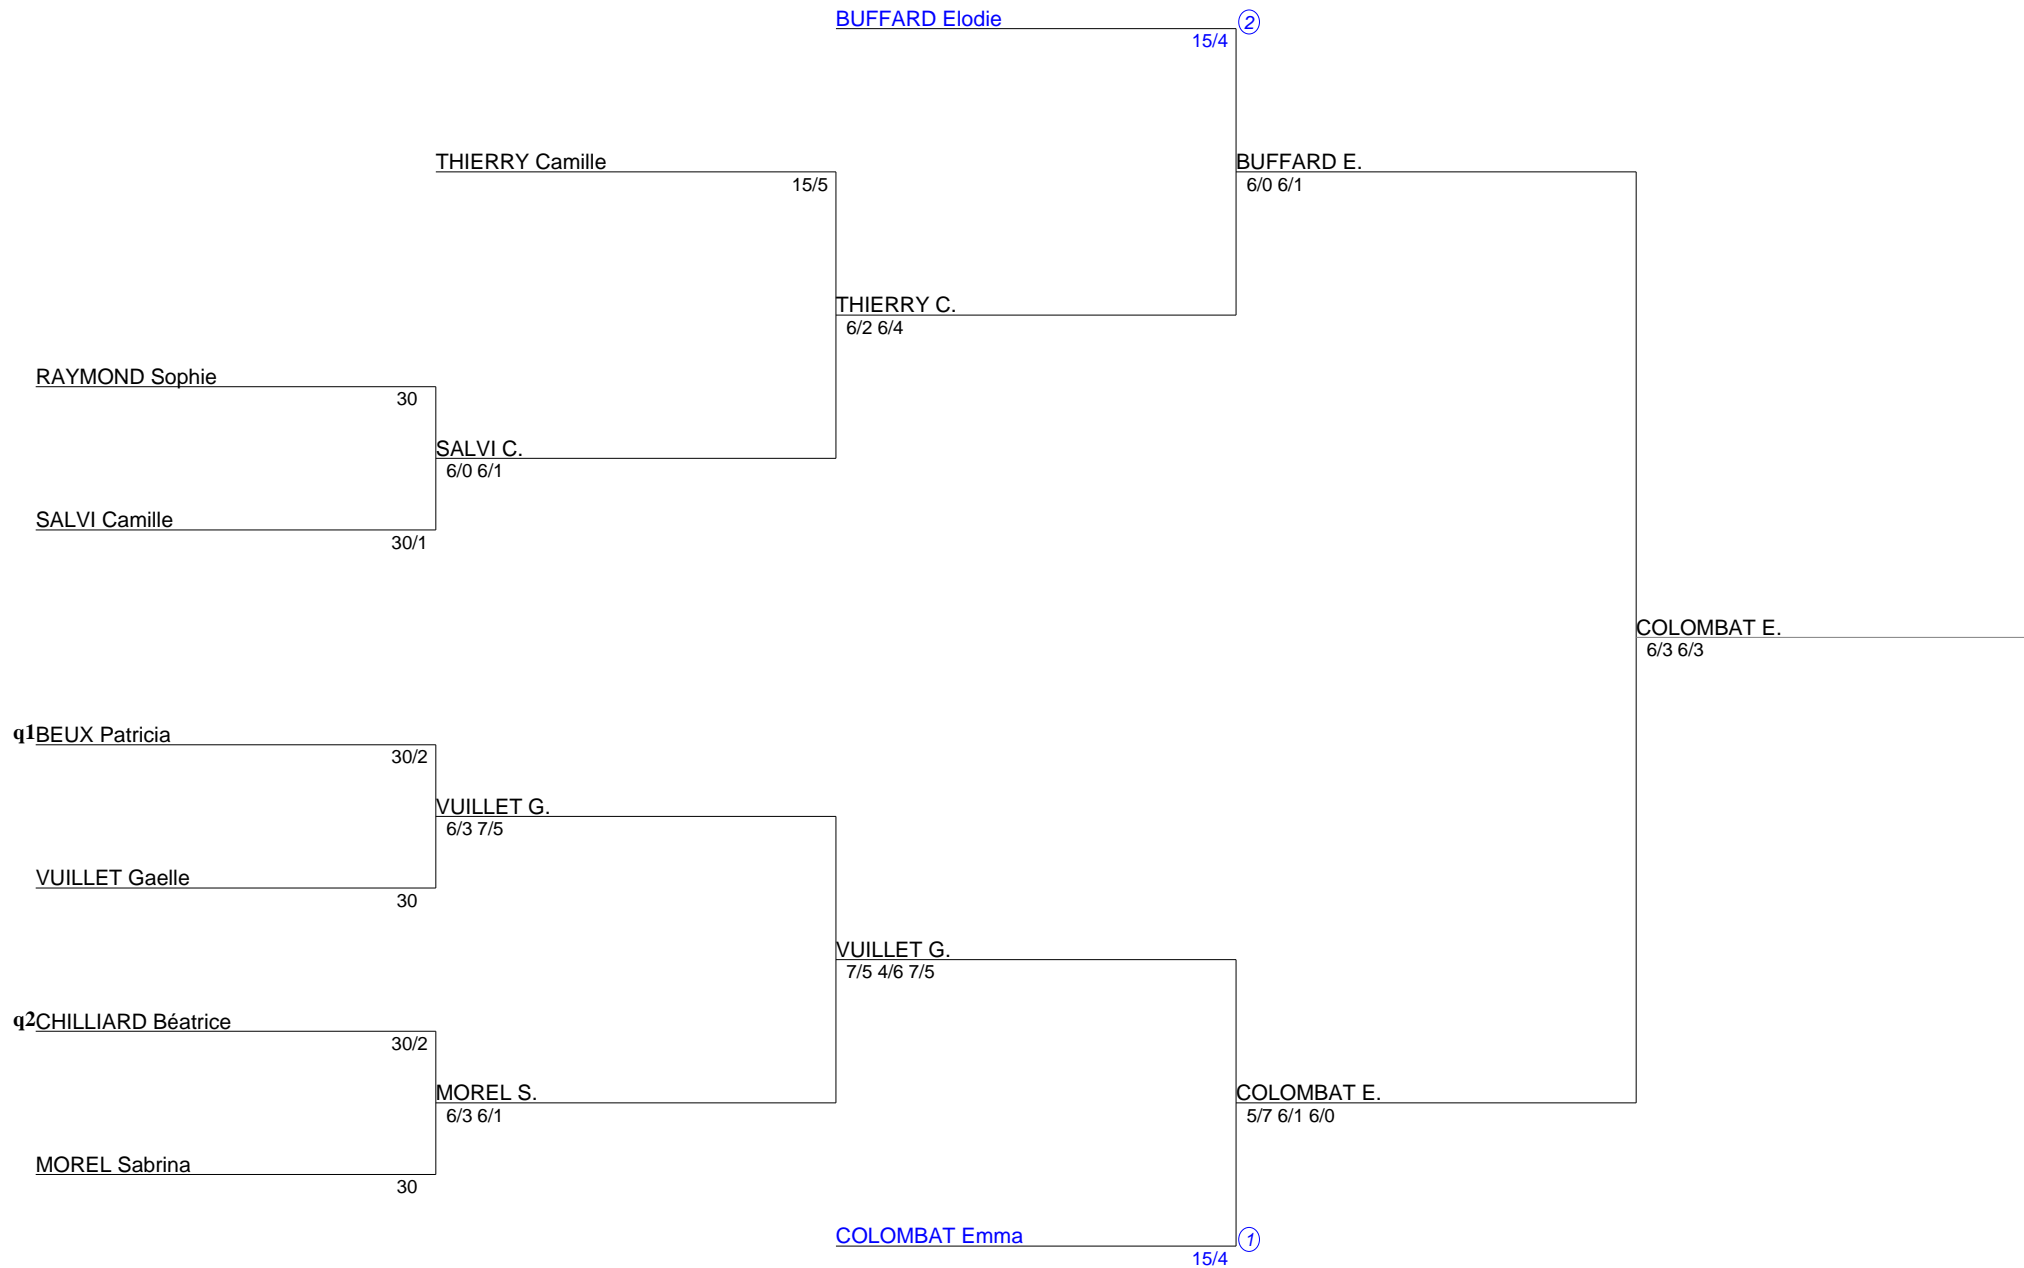 BUFFARD Elodie
2
15/4
THIERRY Camille
15/5
BUFFARD E.
6/0 6/1
THIERRY C.
6/2 6/4
RAYMOND Sophie
30
SALVI C.
6/0 6/1
SALVI Camille
30/1
COLOMBAT E.
6/3 6/3
q1 BEUX Patricia
30/2
VUILLET G.
6/3 7/5
VUILLET Gaelle
30
VUILLET G.
7/5 4/6 7/5
q2 CHILLIARD Béatrice
30/2
MOREL S.
6/3 6/1
COLOMBAT E.
5/7 6/1 6/0
MOREL Sabrina
30
COLOMBAT Emma
1
15/4